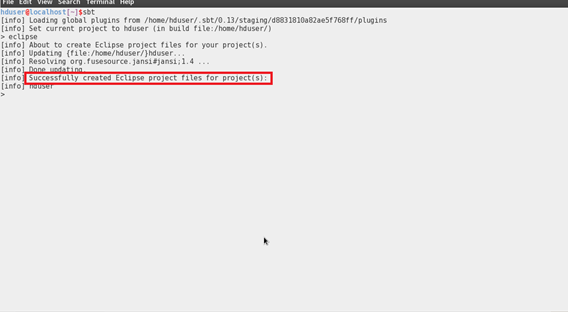 File Edit View Search Terminal Help
hduser@localhost[~]$sbt
[info] Loading global plugins from /home/hduser/.sbt/0.13/staging/d8831810a82ae5f768ff/plugins
[info] Set current project to hduser (in build file:/home/hduser/)
> eclipse
[info] About to create Eclipse project files for your project(s).
[info] Updating {file:/home/hduser/}hduser...
[info] Resolving org.fusesource.jansi#jansi;1.4 ...
[info] Done updating.
[info] Successfully created Eclipse project files for project(s):
[info] hduser
>